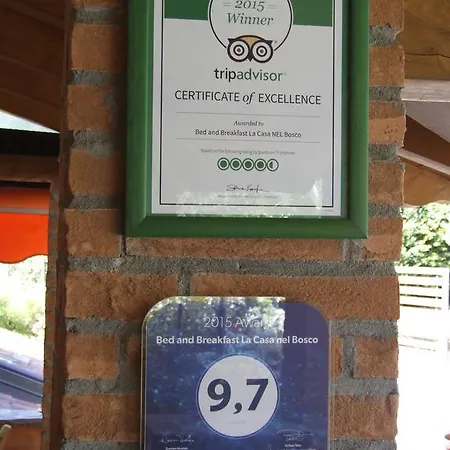 2015
Winner
tripadvisor®
CERTIFICATE of EXCELLENCE
Awarded to
Bed and Breakfast La Casa NEL Bosco
2015 Award
Bed and Breakfast La Casa nel Bosco
9,7